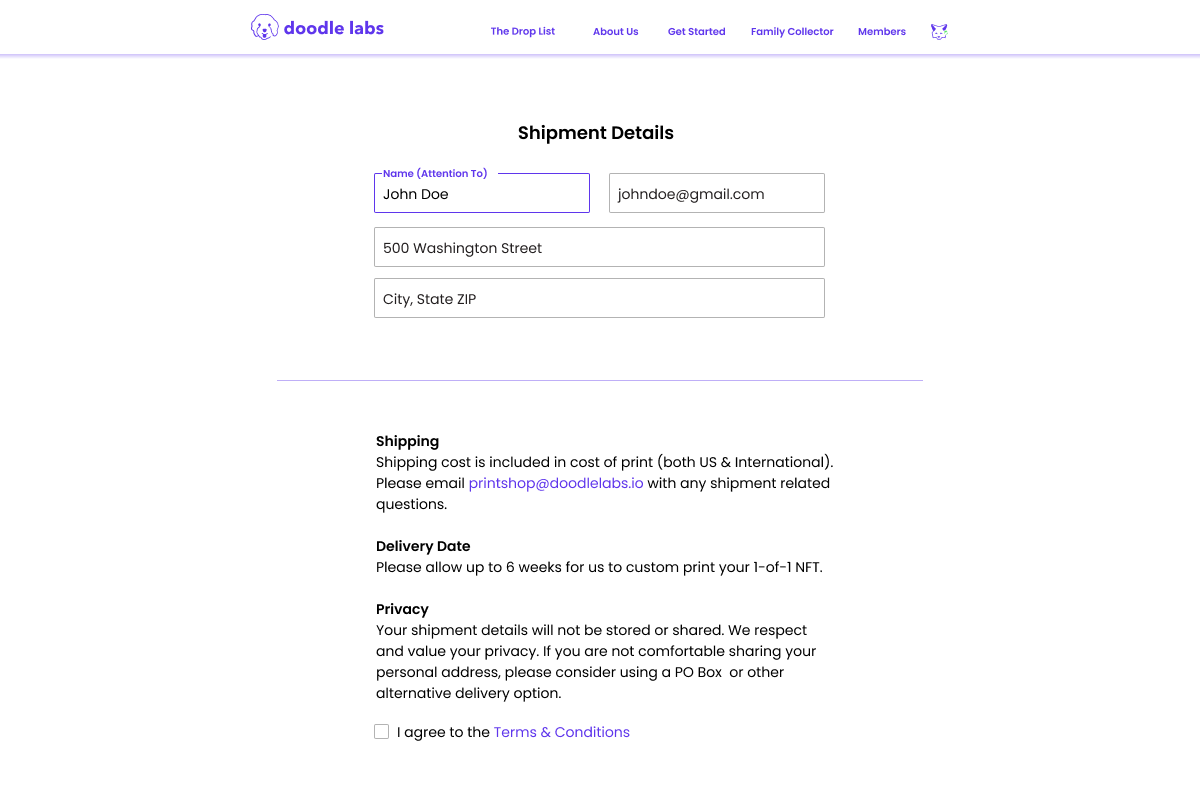 doodle labs
The Drop List About Us Get Started Family Collector Members
Shipment Details
Name (Attention To)
John Doe johndoe@gmail.com
500 Washington Street
City, State ZIP
Shipping
Shipping cost is included in cost of print (both US & International).
Please email printshop@doodlelabs.io with any shipment related
questions.
Delivery Date
Please allow up to 6 weeks for us to custom print your 1-of-1 NFT.
Privacy
Your shipment details will not be stored or shared. We respect
and value your privacy. If you are not comfortable sharing your
personal address, please consider using a PO Box  or other
alternative delivery option.
I agree to the Terms & Conditions